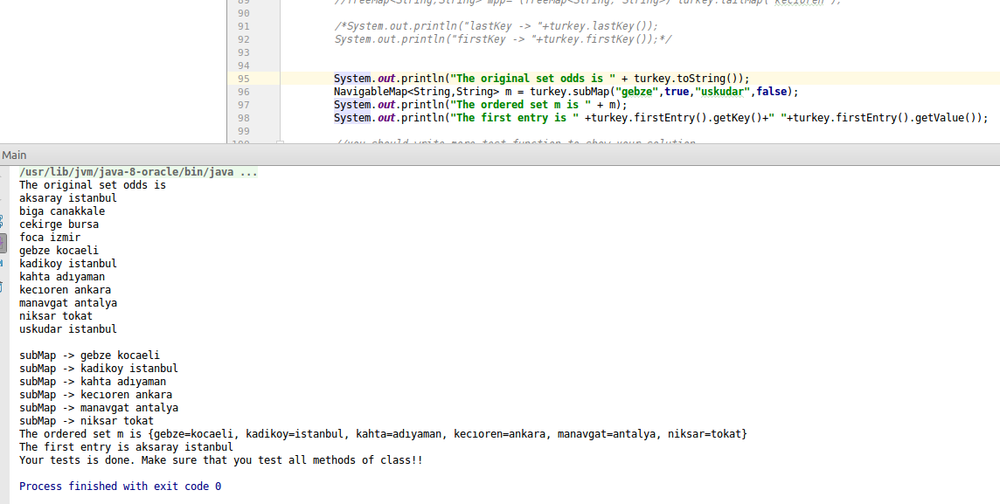 89 //TreeMap<String,String> mpp= (TreeMap<String, String>) turkey.tailMap("kecioren");
90
91 /*System.out.println("lastKey -> "+turkey.lastKey());
92 System.out.println("firstKey -> "+turkey.firstKey());*/
93
94
95 System.out.println("The original set odds is " + turkey.toString());
96 NavigableMap<String,String> m = turkey.subMap("gebze",true,"uskudar",false);
97 System.out.println("The ordered set m is " + m);
98 System.out.println("The first entry is " +turkey.firstEntry().getKey()+" "+turkey.firstEntry().getValue());
99
100 //you should write more test function to show your solution
Main
/usr/lib/jvm/java-8-oracle/bin/java ...
The original set odds is
aksaray istanbul
biga canakkale
cekirge bursa
foca izmir
gebze kocaeli
kadikoy istanbul
kahta adıyaman
kecıoren ankara
manavgat antalya
niksar tokat
uskudar istanbul
subMap -> gebze kocaeli
subMap -> kadikoy istanbul
subMap -> kahta adıyaman
subMap -> kecıoren ankara
subMap -> manavgat antalya
subMap -> niksar tokat
The ordered set m is {gebze=kocaeli, kadikoy=istanbul, kahta=adıyaman, kecıoren=ankara, manavgat=antalya, niksar=tokat}
The first entry is aksaray istanbul
Your tests is done. Make sure that you test all methods of class!!
Process finished with exit code 0